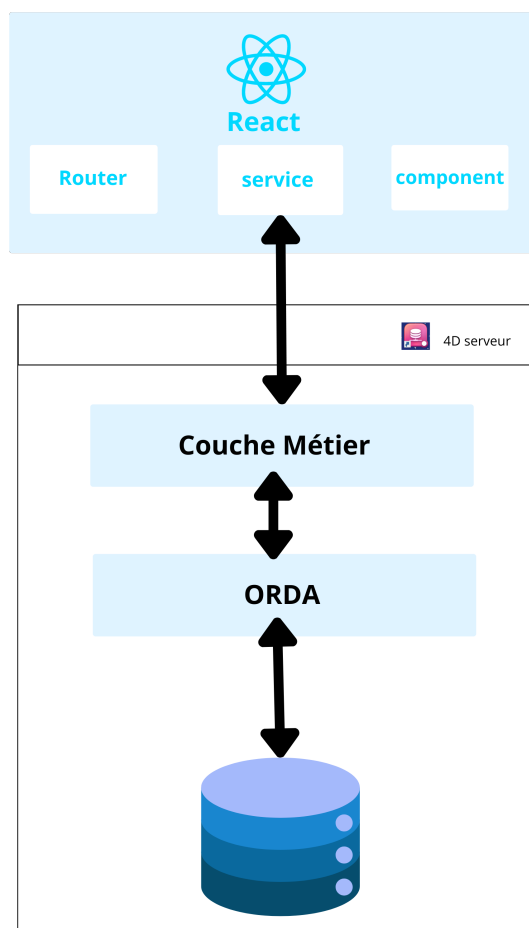 React
Router
service
component
4D serveur
Couche Métier
ORDA